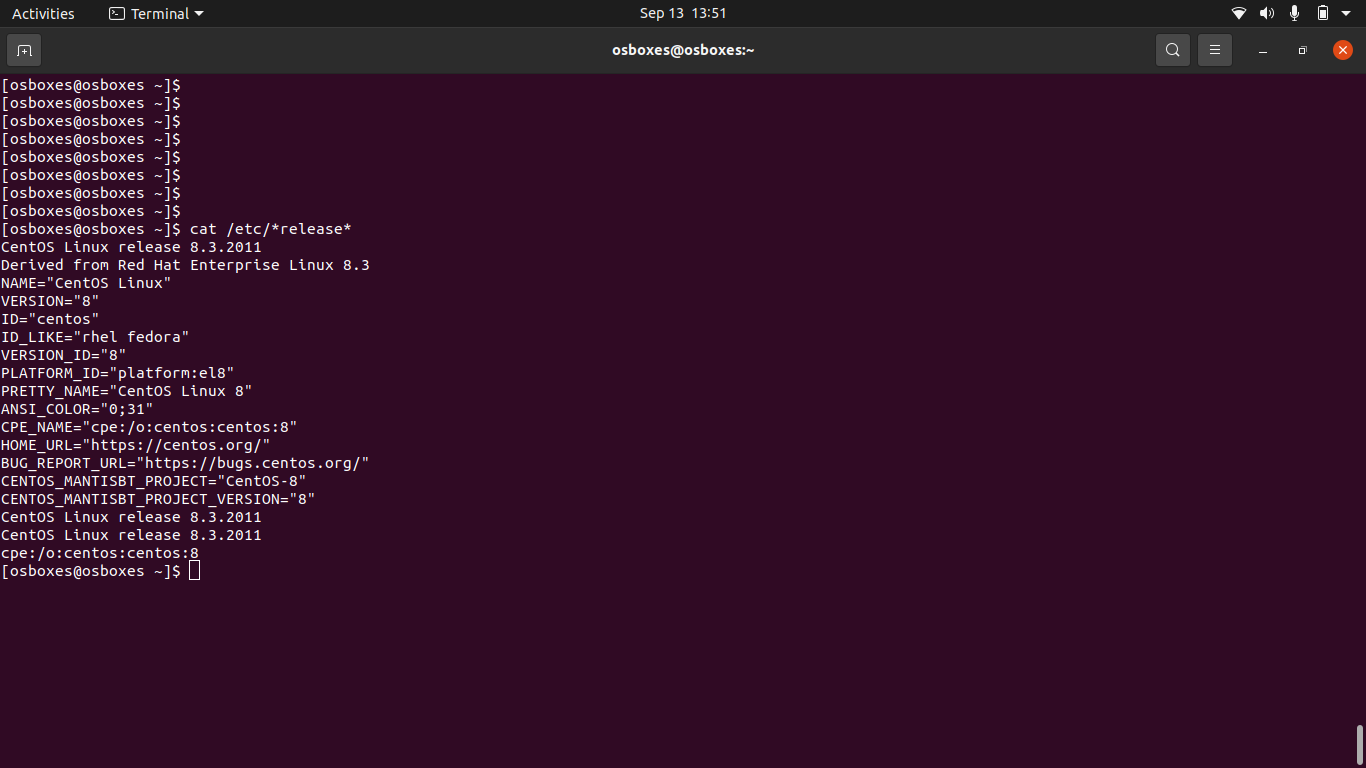 Activities
Terminal
Sep 13 13:51
osboxes@osboxes:~
[osboxes@osboxes ~]$
[osboxes@osboxes ~]$
[osboxes@osboxes ~]$
[osboxes@osboxes ~]$
[osboxes@osboxes ~]$
[osboxes@osboxes ~]$
[osboxes@osboxes ~]$
[osboxes@osboxes ~]$
[osboxes@osboxes ~]$ cat /etc/*release*
CentOS Linux release 8.3.2011
Derived from Red Hat Enterprise Linux 8.3
NAME="CentOS Linux"
VERSION="8"
ID="centos"
ID_LIKE="rhel fedora"
VERSION_ID="8"
PLATFORM_ID="platform:el8"
PRETTY_NAME="CentOS Linux 8"
ANSI_COLOR="0;31"
CPE_NAME="cpe:/o:centos:centos:8"
HOME_URL="https://centos.org/"
BUG_REPORT_URL="https://bugs.centos.org/"
CENTOS_MANTISBT_PROJECT="CentOS-8"
CENTOS_MANTISBT_PROJECT_VERSION="8"
CentOS Linux release 8.3.2011
CentOS Linux release 8.3.2011
cpe:/o:centos:centos:8
[osboxes@osboxes ~]$